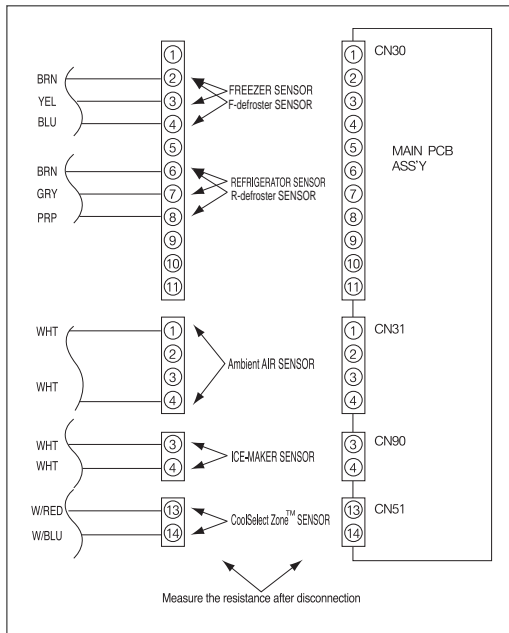 ① ① CN30
BRN ② ②
YEL ③ FREEZER SENSOR ③
BLU ④ F-defroster SENSOR ④
⑤ ⑤ MAIN PCB
ASS'Y
BRN ⑥ REFRIGERATOR SENSOR ⑥
GRY ⑦ R-defroster SENSOR ⑦
PRP ⑧ ⑧
⑨ ⑨
⑩ ⑩
⑪ ⑪
WHT ① ① CN31
② ②
③ Ambient AIR SENSOR ③
WHT ④ ④
WHT ③ ③ CN90
WHT ④ ICE-MAKER SENSOR ④
W/RED ⑬ CoolSelect Zone™ SENSOR ⑬ CN51
W/BLU ⑭ ⑭
Measure the resistance after disconnection